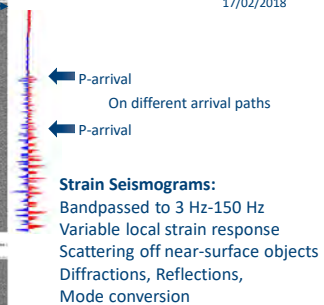 17/02/2018
P-arrival
On different arrival paths
P-arrival
Strain Seismograms:
Bandpassed to 3 Hz-150 Hz
Variable local strain response
Scattering off near-surface objects
Diffractions, Reflections,
Mode conversion